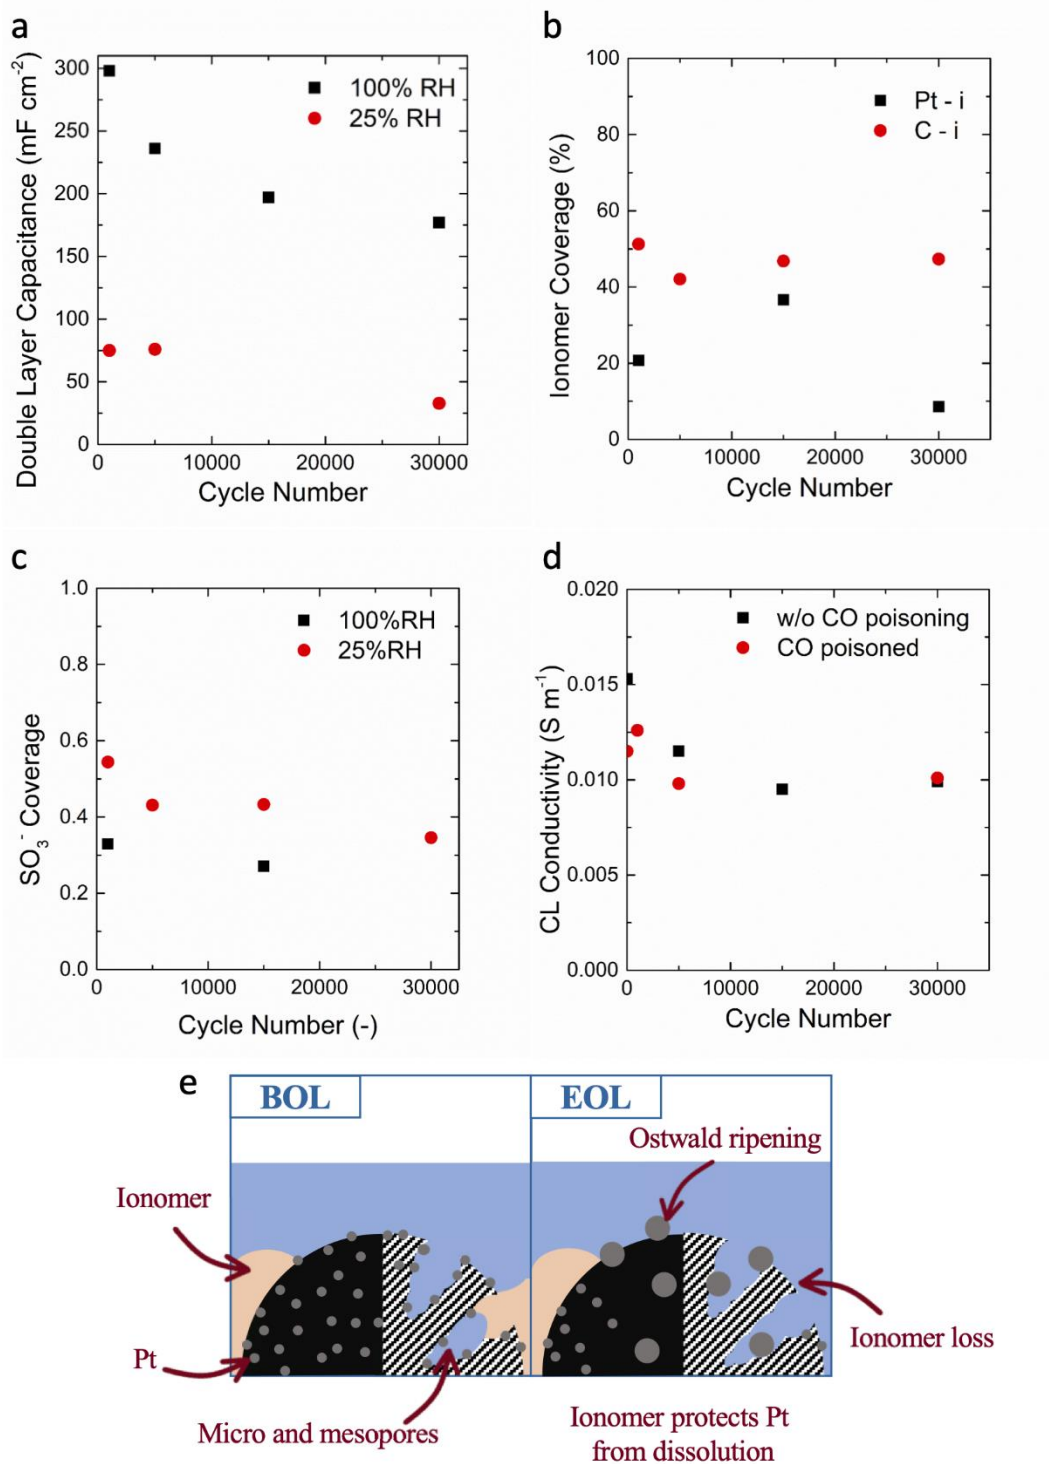 a
Double Layer Capacitance (mF cm⁻²)
300
250
200
150
100
50
0
100% RH
25% RH
0 10000 20000 30000
Cycle Number
b
Ionomer Coverage (%)
100
80
60
40
20
0
Pt - i
C - i
0 10000 20000 30000
Cycle Number
c
SO₃⁻ Coverage
1.0
0.8
0.6
0.4
0.2
0.0
100%RH
25%RH
0 10000 20000 30000
Cycle Number (-)
d
CL Conductivity (S m⁻¹)
0.020
0.015
0.010
0.005
0.000
w/o CO poisoning
CO poisoned
0 10000 20000 30000
Cycle Number
e
BOL
EOL
Ostwald ripening
Ionomer
Pt
Ionomer loss
Micro and mesopores
Ionomer protects Pt
from dissolution